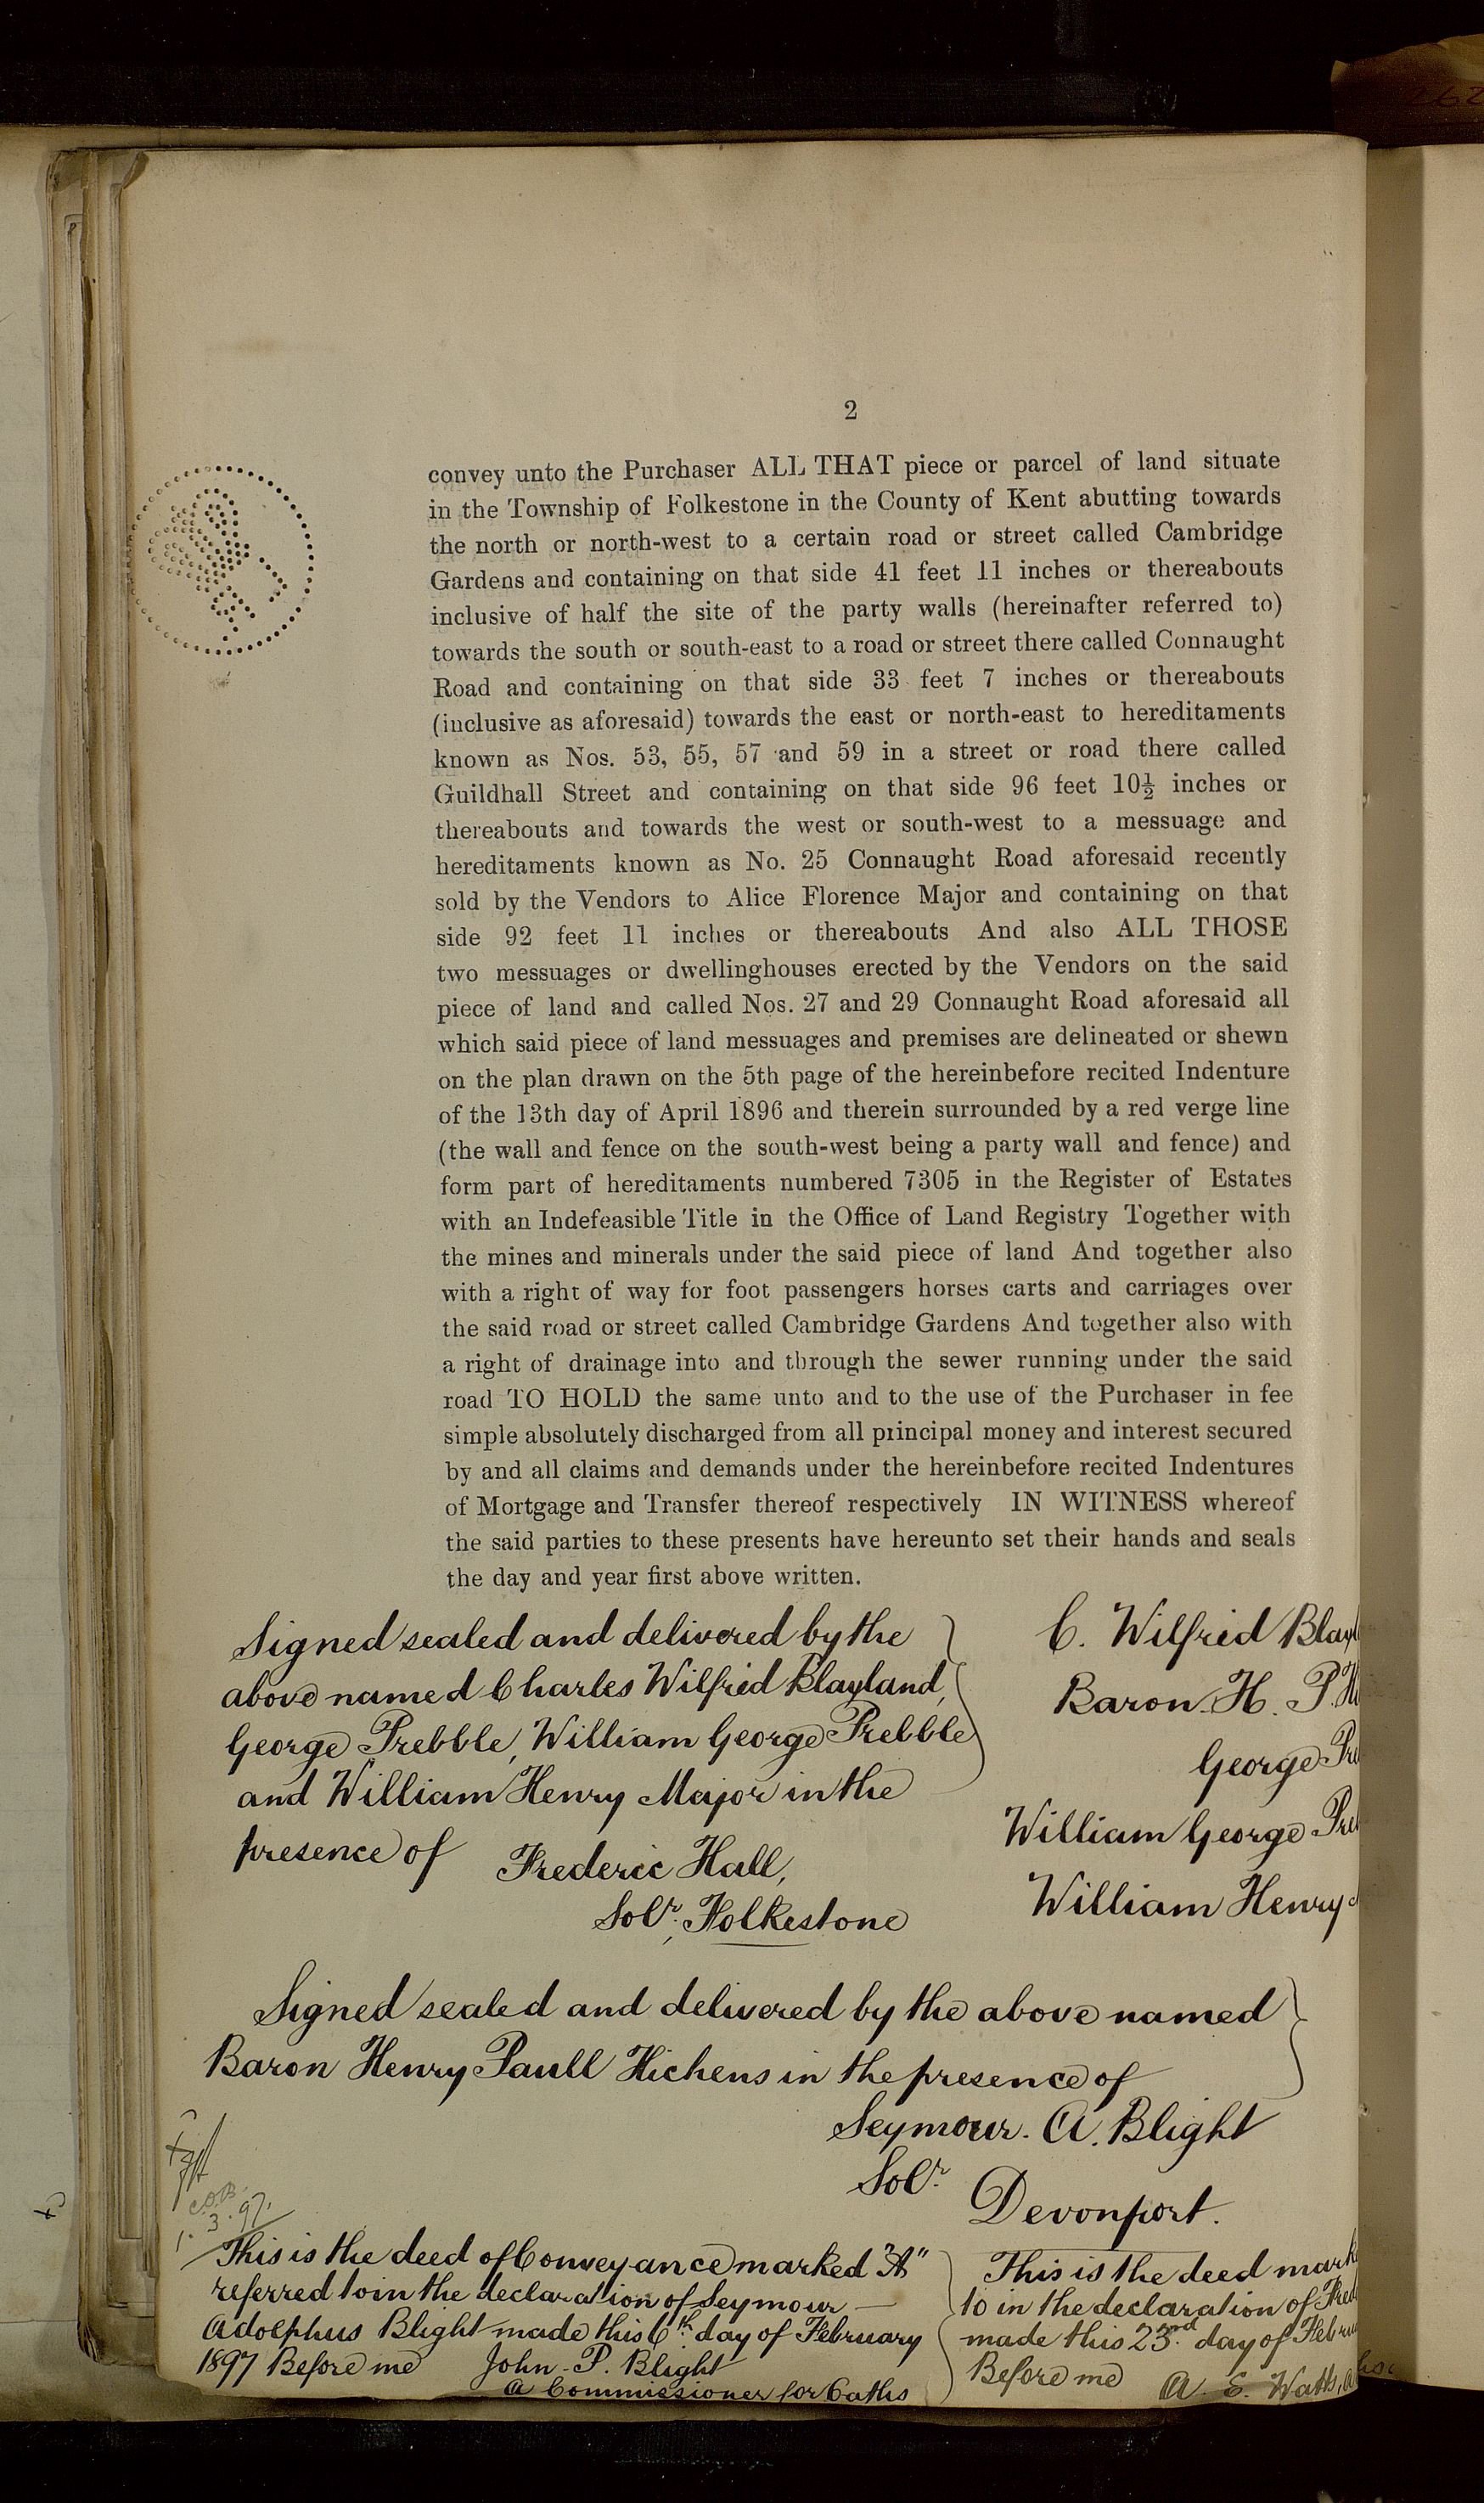 262
2
convey unto the Purchaser ALL THAT piece or parcel of land situate
in the Township of Folkestone in the County of Kent abutting towards
the north or north-west to a certain road or street called Cambridge
Gardens and containing on that side 41 feet 11 inches or thereabouts
inclusive of half the site of the party walls (hereinafter referred to)
towards the south or south-east to a road or street there called Connaught
Road and containing on that side 33 feet 7 inches or thereabouts
(inclusive as aforesaid) towards the east or north-east to hereditaments
known as Nos. 53, 55, 57 and 59 in a street or road there called
Guildhall Street and containing on that side 96 feet 10½ inches or
thereabouts and towards the west or south-west to a messuage and
hereditaments known as No. 25 Connaught Road aforesaid recently
sold by the Vendors to Alice Florence Major and containing on that
side 92 feet 11 inches or thereabouts And also ALL THOSE
two messuages or dwellinghouses erected by the Vendors on the said
piece of land and called Nos. 27 and 29 Connaught Road aforesaid all
which said piece of land messuages and premises are delineated or shewn
on the plan drawn on the 5th page of the hereinbefore recited Indenture
of the 13th day of April 1896 and therein surrounded by a red verge line
(the wall and fence on the south-west being a party wall and fence) and
form part of hereditaments numbered 7305 in the Register of Estates
with an Indefeasible Title in the Office of Land Registry Together with
the mines and minerals under the said piece of land And together also
with a right of way for foot passengers horses carts and carriages over
the said road or street called Cambridge Gardens And together also with
a right of drainage into and through the sewer running under the said
road TO HOLD the same unto and to the use of the Purchaser in fee
simple absolutely discharged from all principal money and interest secured
by and all claims and demands under the hereinbefore recited Indentures
of Mortgage and Transfer thereof respectively IN WITNESS whereof
the said parties to these presents have hereunto set their hands and seals
the day and year first above written.
Signed sealed and delivered by the
above named Charles Wilfrid Blayland,
George Prebble, William George Prebble
and William Henry Major in the
presence of Frederic Hall,
Solr., Folkestone
C. Wilfrid Blayl
Baron H. P. Hi
George Pre
William George Preb
William Henry
Signed sealed and delivered by the above named
Baron Henry Paull Hichens in the presence of
Seymour. A. Blight
Solr.
Devonport.
C.O.B.
1. 3. 97.
This is the deed of Conveyance marked "A"
referred to in the declaration of Seymour
Adolphus Blight made this 6th. day of February
1897 Before me John. P. Blight
a Commissioner for Oaths
This is the deed marke
to in the declaration of Fred
made this 23rd. day of Februa
Before me A. E. Watts, a